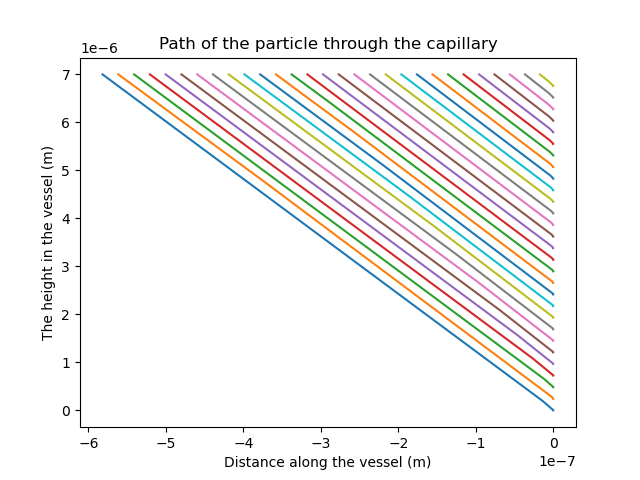 Path of the particle through the capillary
1e−6
7
6
5
4
3
2
1
0
The height in the vessel (m)
−6 −5 −4 −3 −2 −1 0
Distance along the vessel (m)
1e−7